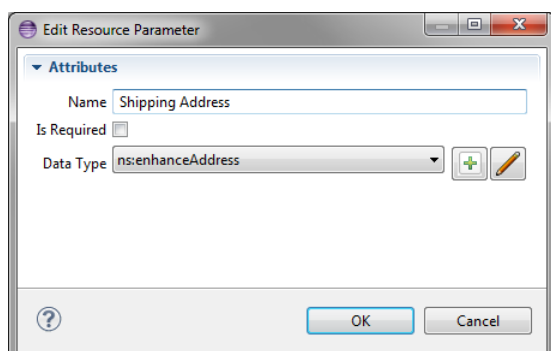 Edit Resource Parameter
Attributes
Name Shipping Address
Is Required
Data Type ns:enhanceAddress
OK Cancel